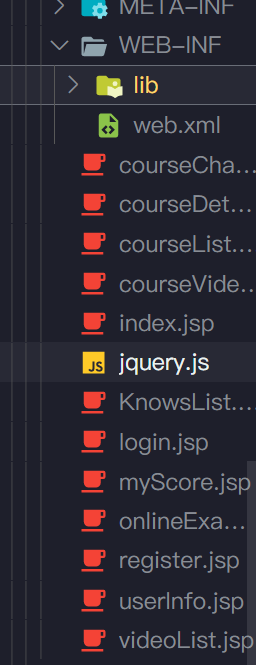 META-INF
WEB-INF
lib
web.xml
courseCha...
courseDet...
courseList...
courseVide...
index.jsp
JS jquery.js
KnowsList....
login.jsp
myScore.jsp
onlineExa...
register.jsp
userInfo.jsp
videoList.jsp